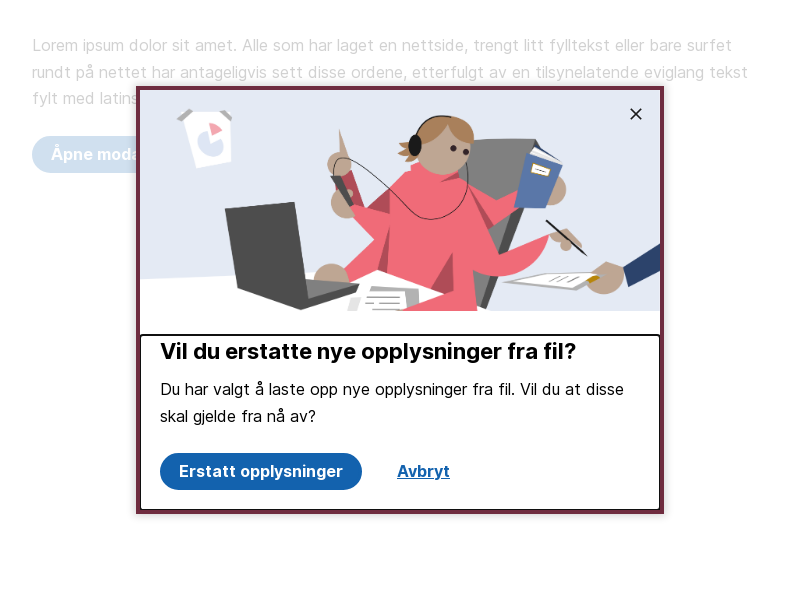 Lorem ipsum dolor sit amet. Alle som har laget en nettside, trengt litt fylltekst eller bare surfet
rundt på nettet har antageligvis sett disse ordene, etterfulgt av en tilsynelatende eviglang tekst
fylt med latins
Åpne moda
Vil du erstatte nye opplysninger fra fil?
Du har valgt å laste opp nye opplysninger fra fil. Vil du at disse
skal gjelde fra nå av?
Erstatt opplysninger
Avbryt